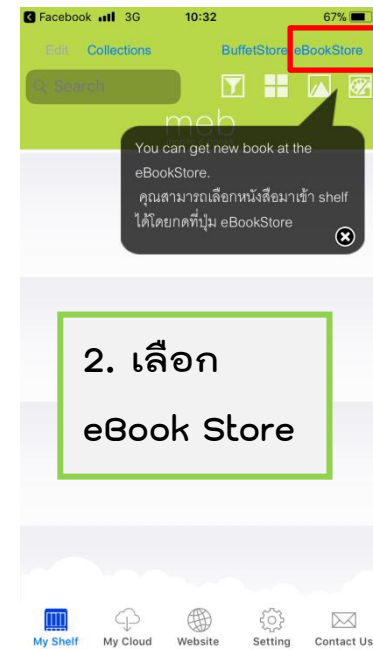 Facebook 3G 10:32 67%
Edit Collections BuffetStore eBookStore
Search
meb
You can get new book at the
eBookStore.
คุณสามารถเลือกหนังสือมาเข้า shelf
ได้โดยกดที่ปุ่ม eBookStore
2. เลือก
eBook Store
My Shelf My Cloud Website Setting Contact Us